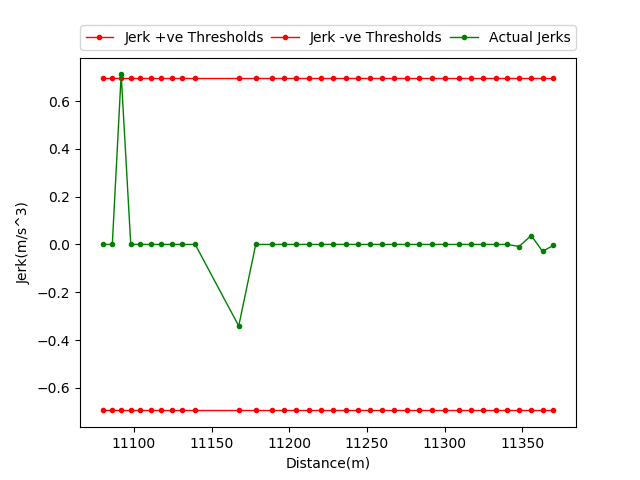 Jerk +ve Thresholds Jerk -ve Thresholds Actual Jerks
0.6
0.4
0.2
0.0
−0.2
−0.4
−0.6
Jerk(m/s^3)
11100 11150 11200 11250 11300 11350
Distance(m)